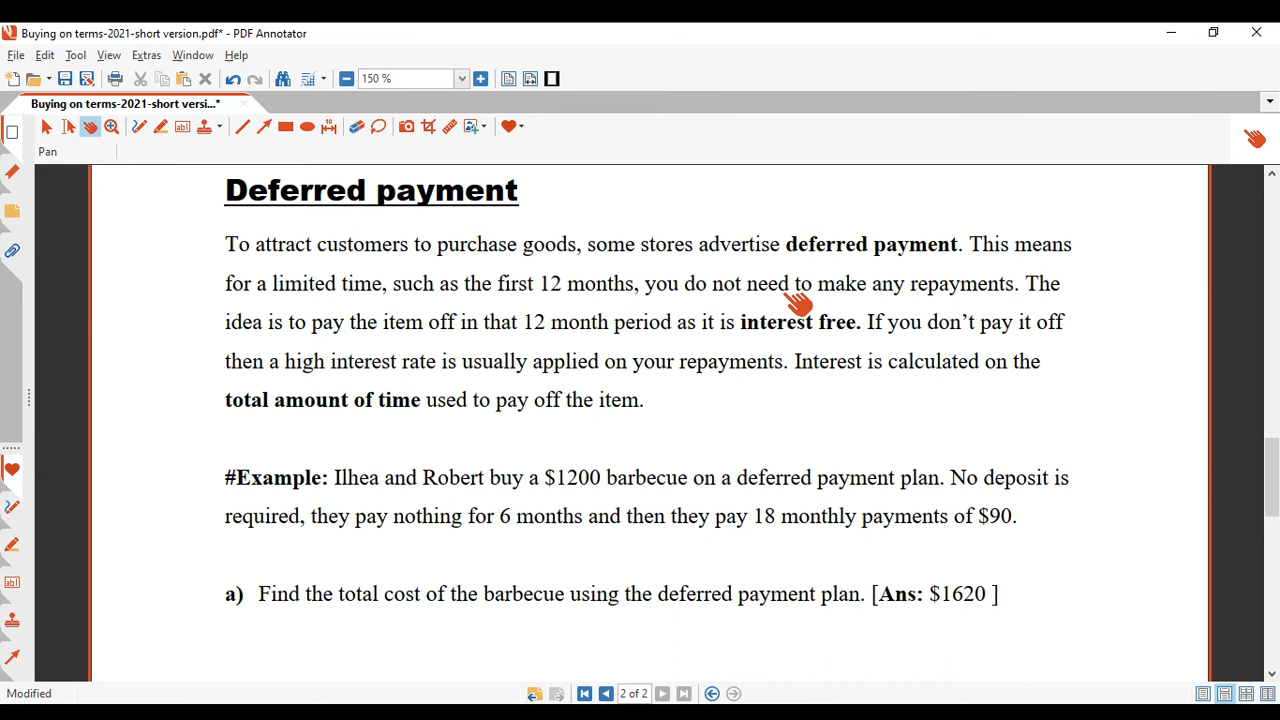 Buying on terms-2021-short version.pdf* - PDF Annotator
File Edit Tool View Extras Window Help
150 %
Buying on terms-2021-short versi...*
Pan
Deferred payment
To attract customers to purchase goods, some stores advertise deferred payment. This means
for a limited time, such as the first 12 months, you do not need to make any repayments. The
idea is to pay the item off in that 12 month period as it is interest free. If you don’t pay it off
then a high interest rate is usually applied on your repayments. Interest is calculated on the
total amount of time used to pay off the item.
#Example: Ilhea and Robert buy a $1200 barbecue on a deferred payment plan. No deposit is
required, they pay nothing for 6 months and then they pay 18 monthly payments of $90.
a) Find the total cost of the barbecue using the deferred payment plan. [Ans: $1620 ]
Modified
2 of 2